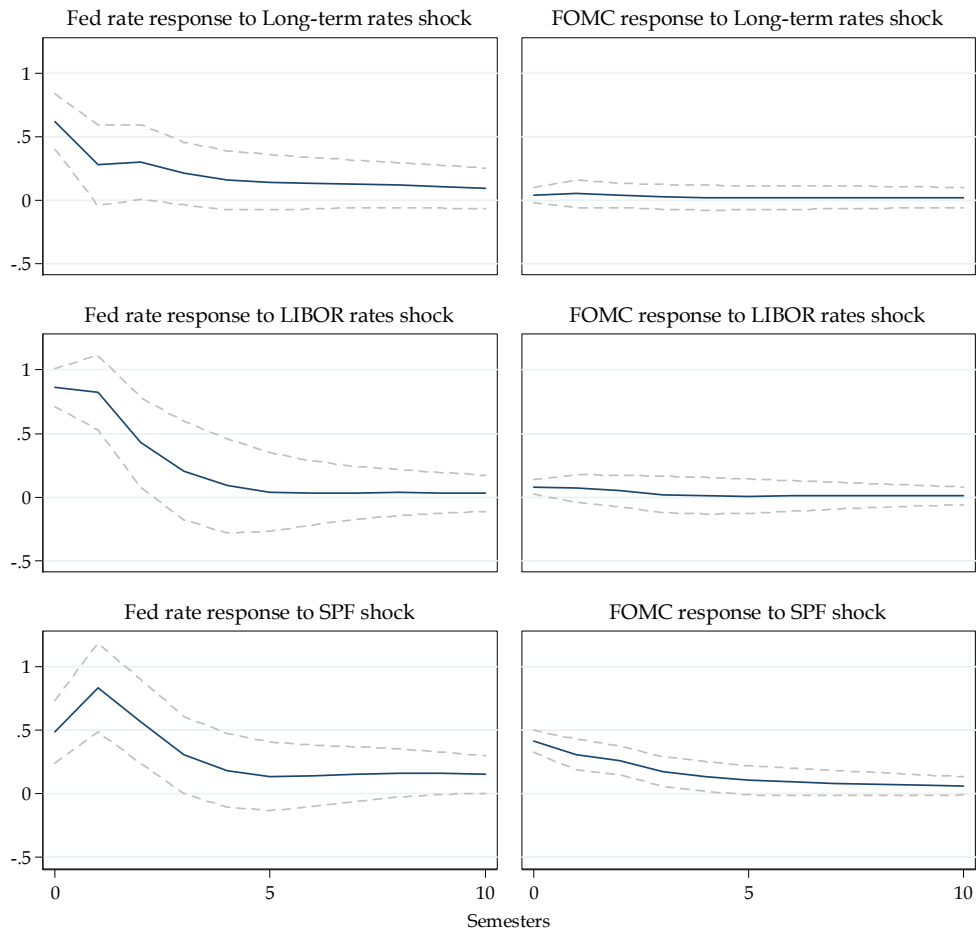 Fed rate response to Long-term rates shock
FOMC response to Long-term rates shock
1
.5
0
-.5
Fed rate response to LIBOR rates shock
FOMC response to LIBOR rates shock
1
.5
0
-.5
Fed rate response to SPF shock
FOMC response to SPF shock
1
.5
0
-.5
0 5 10 0 5 10
Semesters